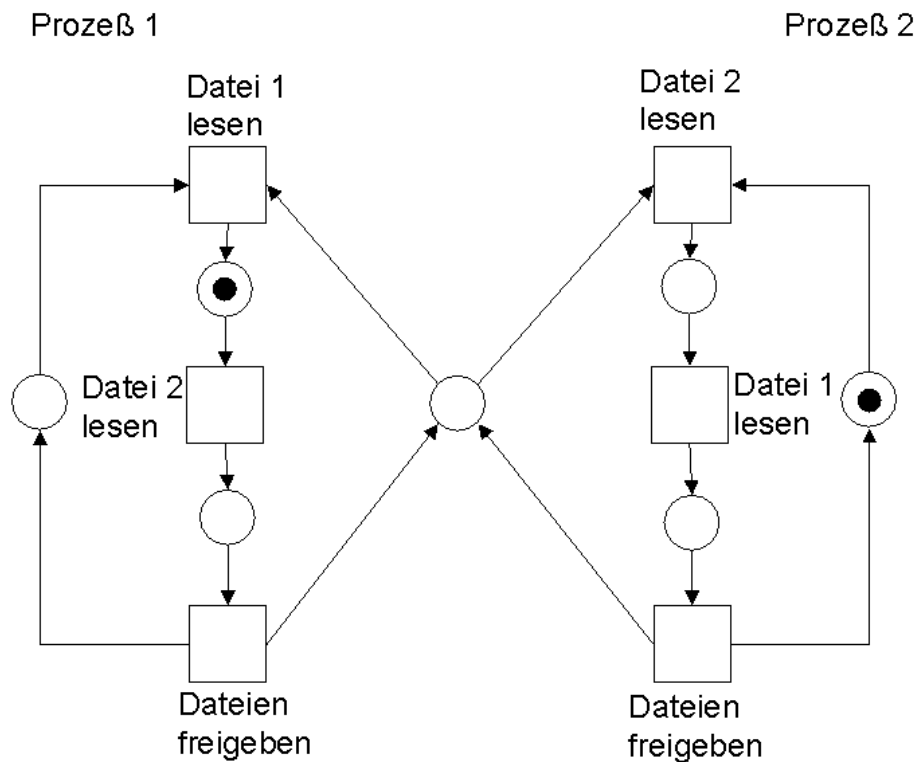 Prozeß 1
Prozeß 2
Datei 1
lesen
Datei 2
lesen
Datei 2
lesen
Datei 1
lesen
Dateien
freigeben
Dateien
freigeben